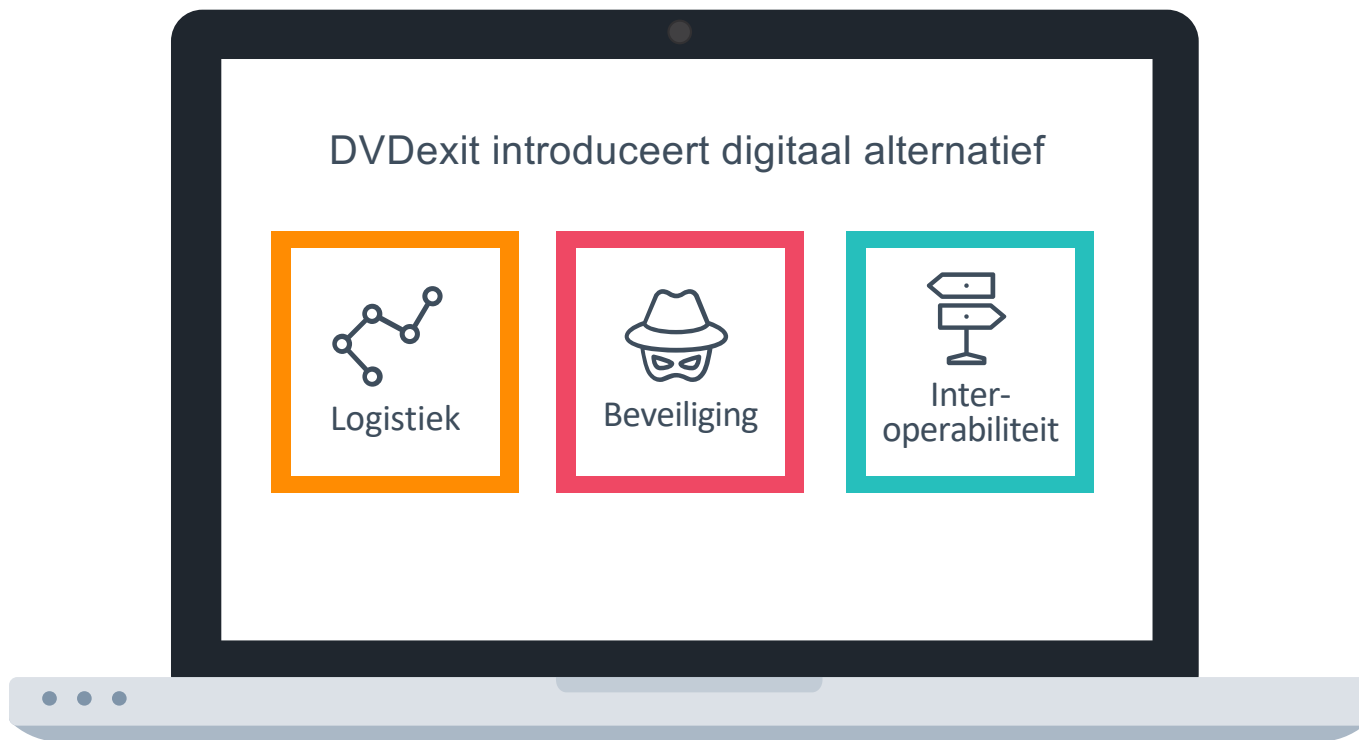 DVDexit introduceert digitaal alternatief
Logistiek
Beveiliging
Inter-
operabiliteit